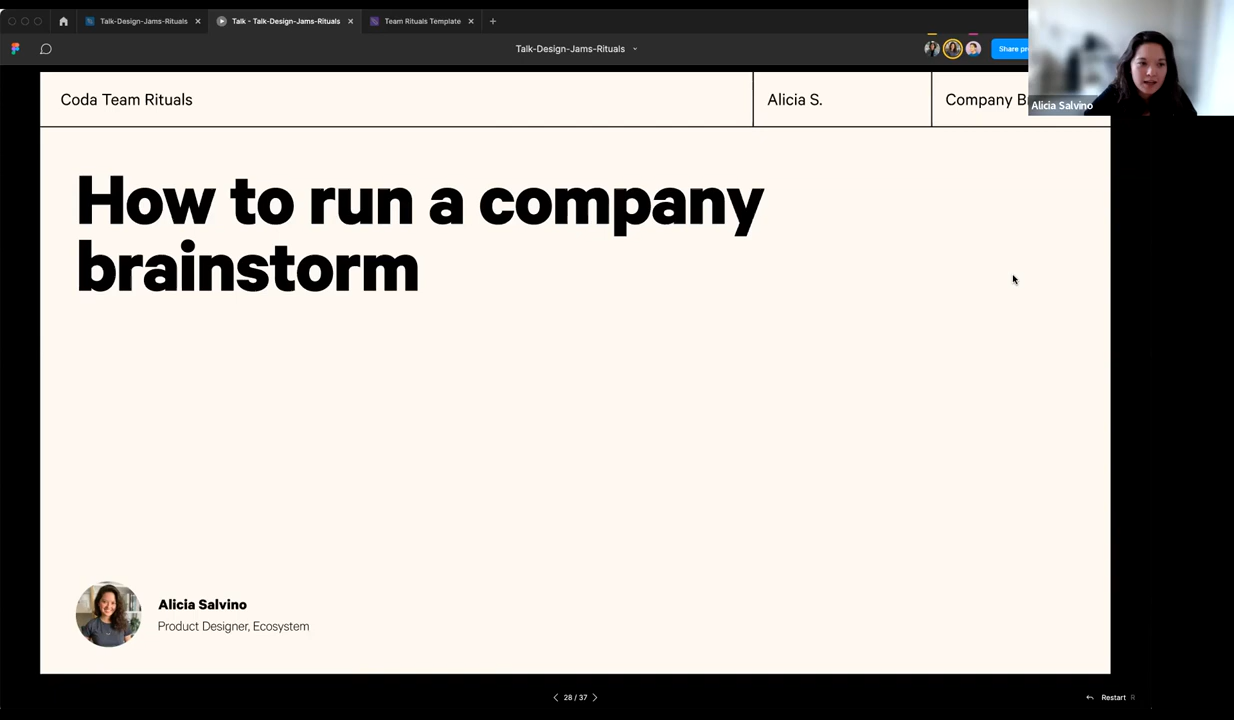 Talk-Design-Jams-Rituals
Talk - Talk-Design-Jams-Rituals
Team Rituals Template
Talk-Design-Jams-Rituals
Share pr
Alicia Salvino
Coda Team Rituals
Alicia S.
Company B
How to run a company
brainstorm
Alicia Salvino
Product Designer, Ecosystem
28 / 37
Restart R